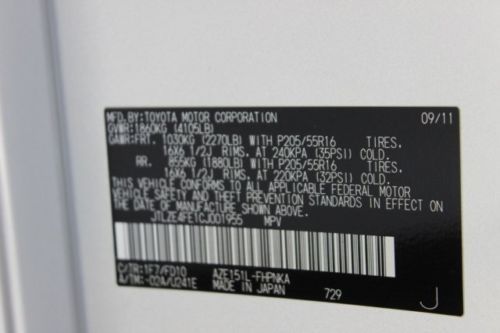 MFD.BY:TOYOTA MOTOR CORPORATION 09/11
GVWR:1860KG (4105LB)
GAWR:FRT. 1030KG (2270LB) WITH P205/55R16 TIRES.
16X6 1/2J RIMS. AT 240KPA (35PSI) COLD.
RR. 855KG (1880LB) WITH P205/55R16 TIRES.
16X6 1/2J RIMS. AT 220KPA (32PSI) COLD.
THIS VEHICLE CONFORMS TO ALL APPLICABLE FEDERAL MOTOR
VEHICLE SAFETY AND THEFT PREVENTION STANDARDS IN EFFECT ON
THE DATE OF MANUFACTURE SHOWN ABOVE.
JTLZE4FE1CJ001955 MPV
C/TR:1F7/FD10 AZE151L-FHPNKA
A/TM:-02A/U241E MADE IN JAPAN 729 J